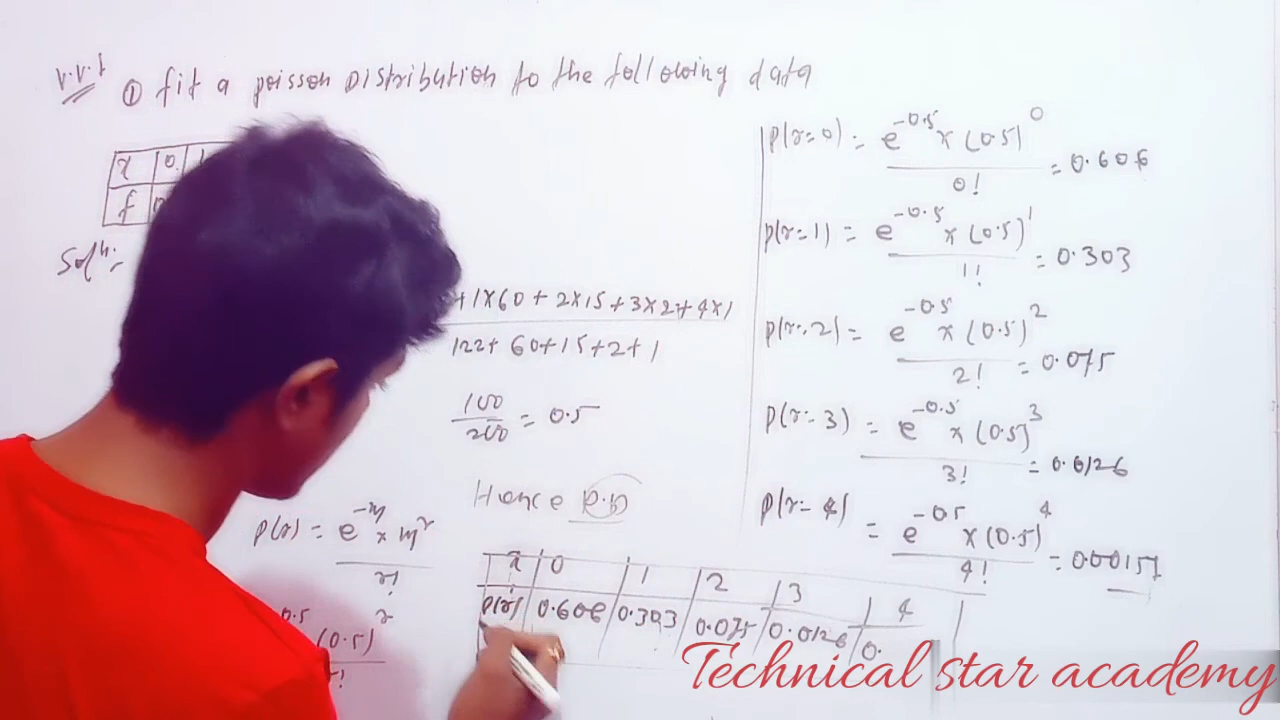 v.v.I
① fit a poisson Distribution to the following data
x | 0
f
Solⁿ:-
+ 1×60 + 2×15 + 3×2 + 4×1
122 + 60 + 15 + 2 + 1
100/200 = 0.5
p(r) = e^-m × m^r / r!
0.5 (0.5)^r / r!
Hence P.D
x | 0 | 1 | 2 | 3 | 4
p(r) | 0.606 | 0.303 | 0.075 | 0.0126 | 0.
p(r=0) = e^-0.5 × (0.5)^0 / 0! = 0.606
p(r=1) = e^-0.5 × (0.5)^1 / 1! = 0.303
p(r=2) = e^-0.5 × (0.5)^2 / 2! = 0.075
p(r=3) = e^-0.5 × (0.5)^3 / 3! = 0.0126
p(r=4) = e^-0.5 × (0.5)^4 / 4! = 0.00157
Technical star academy